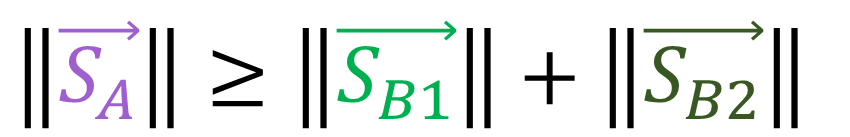 ‖S⃗_A‖ ≥ ‖S⃗_B1‖ + ‖S⃗_B2‖